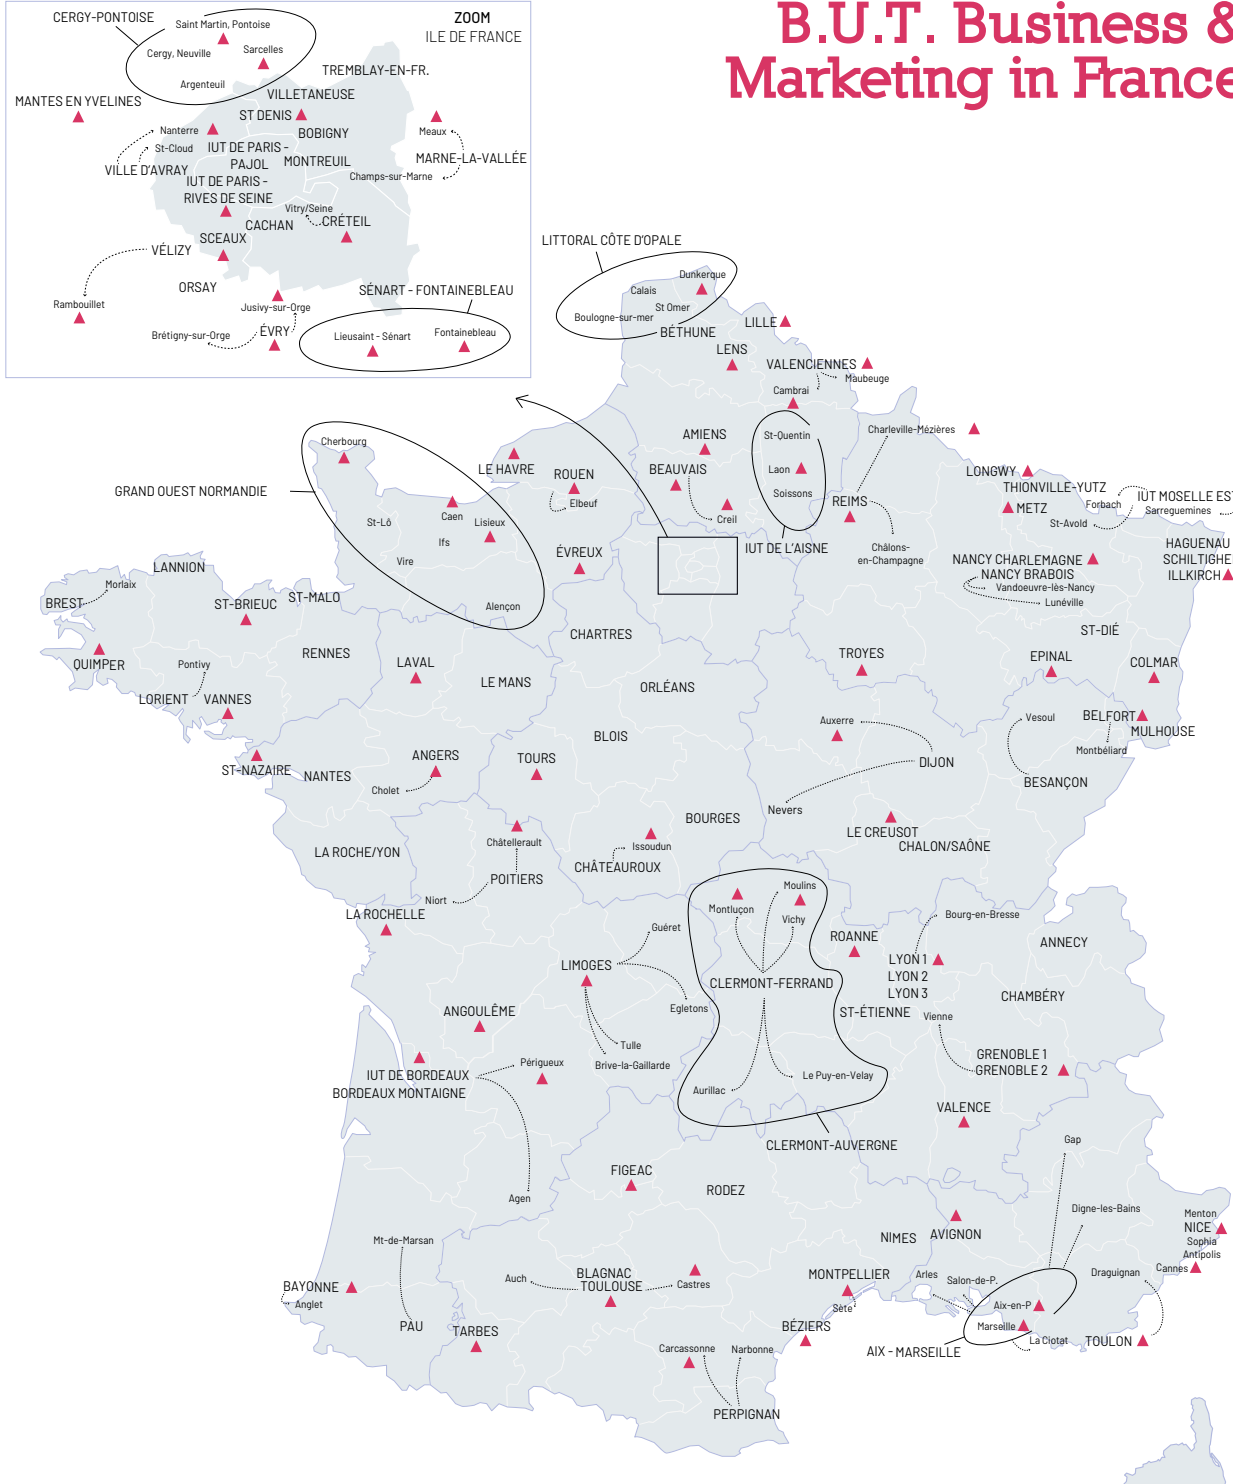 B.U.T. Business &
Marketing in France
CERGY-PONTOISE
Saint Martin, Pontoise
Cergy, Neuville
Sarcelles
Argenteuil
ZOOM
ILE DE FRANCE
TREMBLAY-EN-FR.
VILLETANEUSE
MANTES EN YVELINES
ST DENIS
BOBIGNY
Nanterre
St-Cloud
VILLE D'AVRAY
IUT DE PARIS -
PAJOL
MONTREUIL
IUT DE PARIS -
RIVES DE SEINE
Meaux
MARNE-LA-VALLÉE
Champs-sur-Marne
Vitry/Seine
CRÉTEIL
CACHAN
SCEAUX
VÉLIZY
ORSAY
Rambouillet
Jusivy-sur-Orge
Brétigny-sur-Orge
ÉVRY
SÉNART - FONTAINEBLEAU
Lieusaint - Sénart
Fontainebleau
LITTORAL CÔTE D'OPALE
Dunkerque
Calais
St Omer
Boulogne-sur-mer
BÉTHUNE
LILLE
LENS
VALENCIENNES
Maubeuge
Cambrai
AMIENS
St-Quentin
Laon
Soissons
IUT DE L'AISNE
BEAUVAIS
Creil
Charleville-Mézières
REIMS
Châlons-
en-Champagne
LONGWY
THIONVILLE-YUTZ
METZ
Forbach
IUT MOSELLE EST
Sarreguemines
St-Avold
HAGUENAU
SCHILTIGHE
ILLKIRCH
NANCY CHARLEMAGNE
NANCY BRABOIS
Vandoeuvre-lès-Nancy
Lunéville
ST-DIÉ
EPINAL
COLMAR
GRAND OUEST NORMANDIE
Cherbourg
St-Lô
Caen
Lisieux
Ifs
Vire
Alençon
LE HAVRE
ROUEN
Elbeuf
ÉVREUX
LANNION
Morlaix
BREST
ST-BRIEUC
ST-MALO
QUIMPER
Pontivy
LORIENT
VANNES
RENNES
LAVAL
LE MANS
CHARTRES
ORLÉANS
TROYES
ST-NAZAIRE
NANTES
ANGERS
Cholet
TOURS
BLOIS
Auxerre
DIJON
Nevers
Vesoul
BESANÇON
BELFORT
Montbéliard
MULHOUSE
LA ROCHE/YON
Châtellerault
POITIERS
Niort
BOURGES
Issoudun
CHÂTEAUROUX
LE CREUSOT
CHALON/SAÔNE
LA ROCHELLE
Moulins
Montluçon
Vichy
CLERMONT-FERRAND
Aurillac
Le Puy-en-Velay
CLERMONT-AUVERGNE
Guéret
LIMOGES
Egletons
Tulle
Brive-la-Gaillarde
ROANNE
Bourg-en-Bresse
LYON 1
LYON 2
LYON 3
ANNECY
CHAMBÉRY
ST-ÉTIENNE
Vienne
GRENOBLE 1
GRENOBLE 2
VALENCE
ANGOULÊME
Périgueux
IUT DE BORDEAUX
BORDEAUX MONTAIGNE
Agen
FIGEAC
RODEZ
Gap
Digne-les-Bains
NIMES
AVIGNON
Menton
NICE
Sophia
Antipolis
Cannes
Draguignan
Mt-de-Marsan
BAYONNE
Anglet
PAU
TARBES
Auch
BLAGNAC
TOULOUSE
Castres
MONTPELLIER
Sète
BÉZIERS
Arles
Salon-de-P.
Aix-en-P
Marseille
La Ciotat
AIX - MARSEILLE
TOULON
Carcassonne
Narbonne
PERPIGNAN